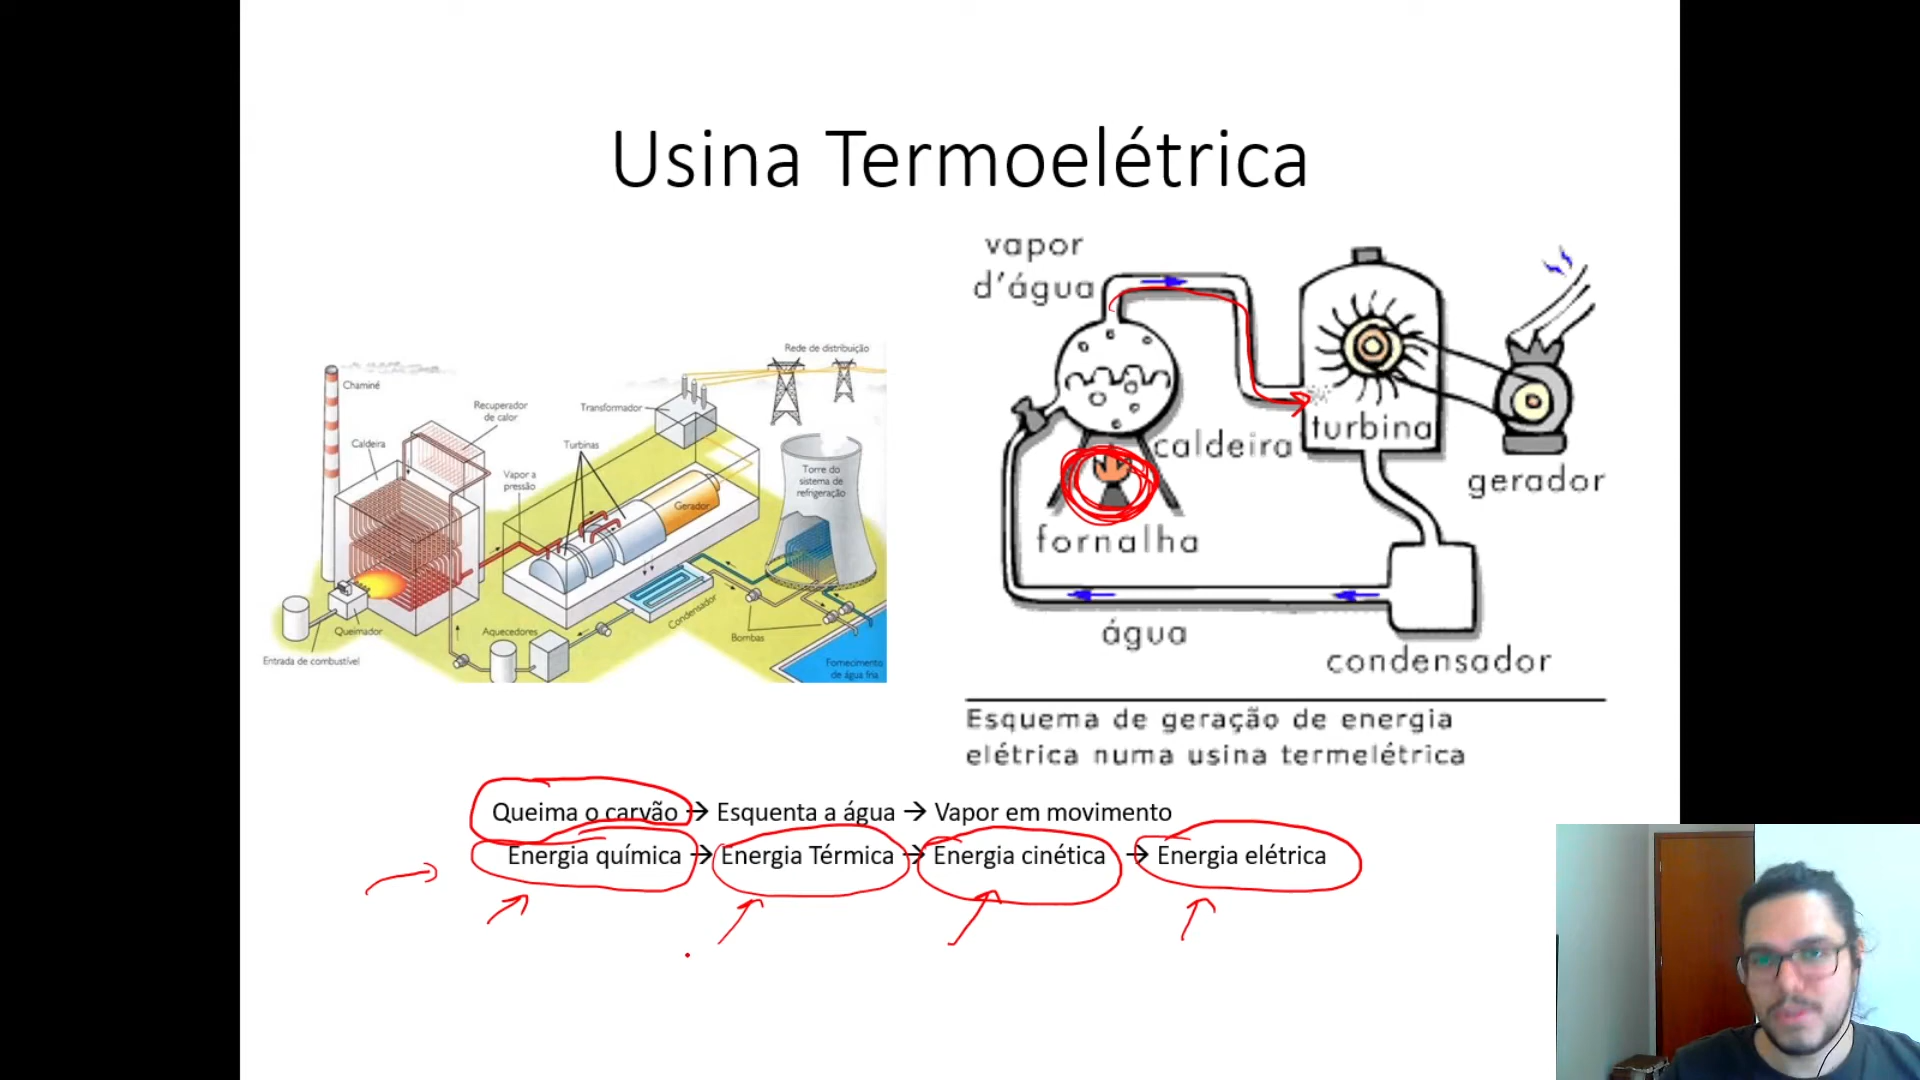 Usina Termoelétrica
Rede de distribuição
Chaminé
Recuperador
de calor
Transformador
Caldeira
Turbinas
Vapor a
pressão
Torre do
sistema de
refrigeração
Gerador
Queimador
Aquecedores
Condensador
Bombas
Entrada de combustível
Fornecimento
de água fria
vapor
d'água
caldeira
turbina
gerador
fornalha
água
condensador
Esquema de geração de energia
elétrica numa usina termelétrica
Queima o carvão → Esquenta a água → Vapor em movimento
Energia química → Energia Térmica → Energia cinética → Energia elétrica